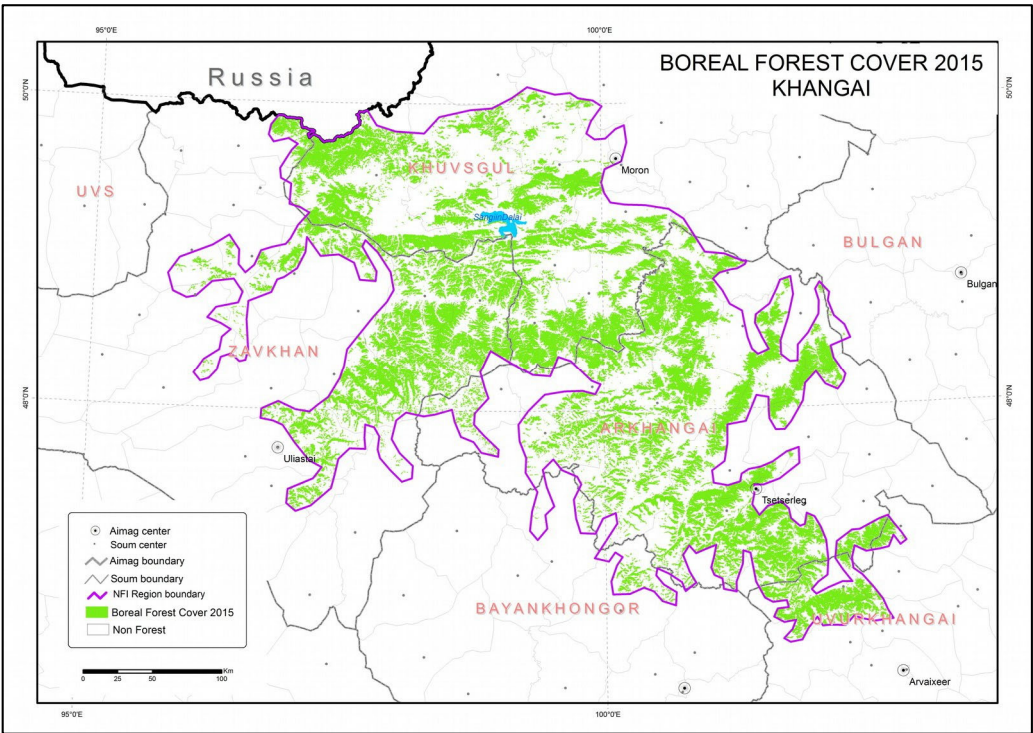 95°0'E
100°0'E
BOREAL FOREST COVER 2015
KHANGAI
Russia
50°0'N
50°0'N
KHUVSGUL
Moron
UVS
SangiinDalai
BULGAN
Bulgan
ZAVKHAN
48°0'N
48°0'N
ARKHANGAI
Uliastai
Tsetserleg
Aimag center
Soum center
Aimag boundary
Soum boundary
NFI Region boundary
Boreal Forest Cover 2015
Non Forest
BAYANKHONGOR
UVURKHANGAI
Km
0 25 50 100
Arvaixeer
95°0'E
100°0'E